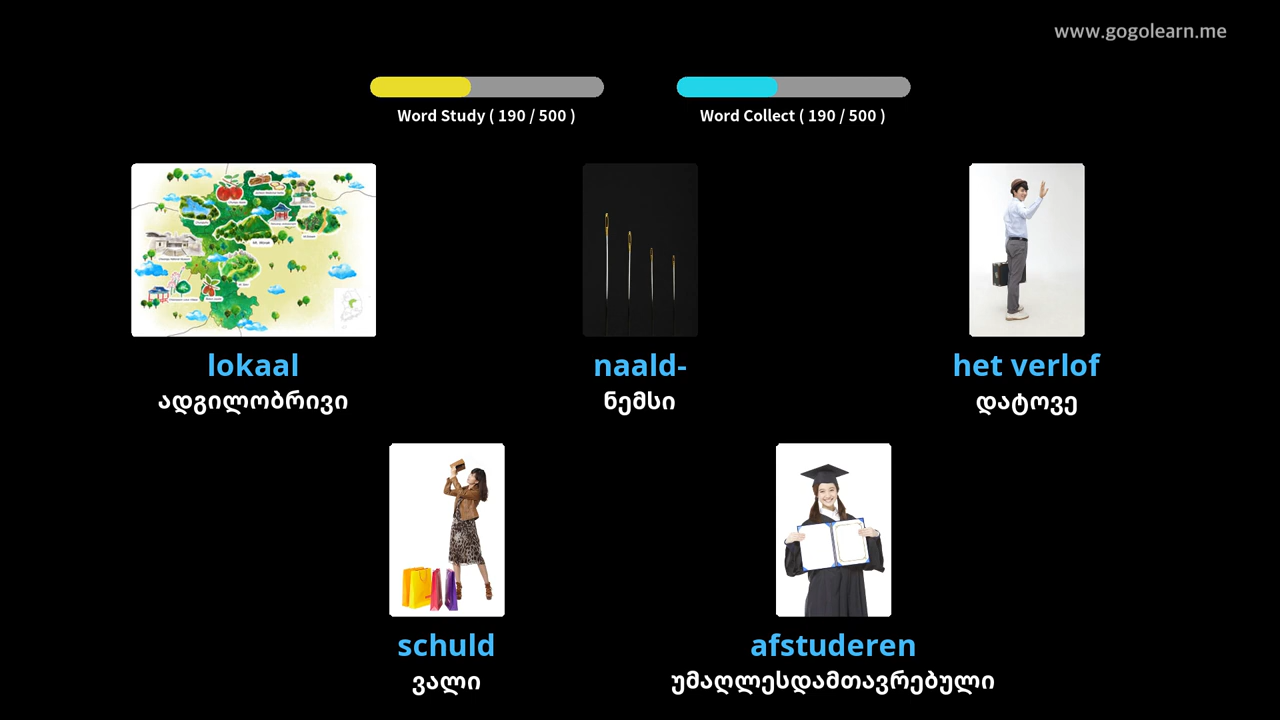 www.gogolearn.me
Word Study ( 190 / 500 )
Word Collect ( 190 / 500 )
lokaal
ადგილობრივი
naald-
ნემსი
het verlof
დატოვე
schuld
ვალი
afstuderen
უმაღლესდამთავრებული